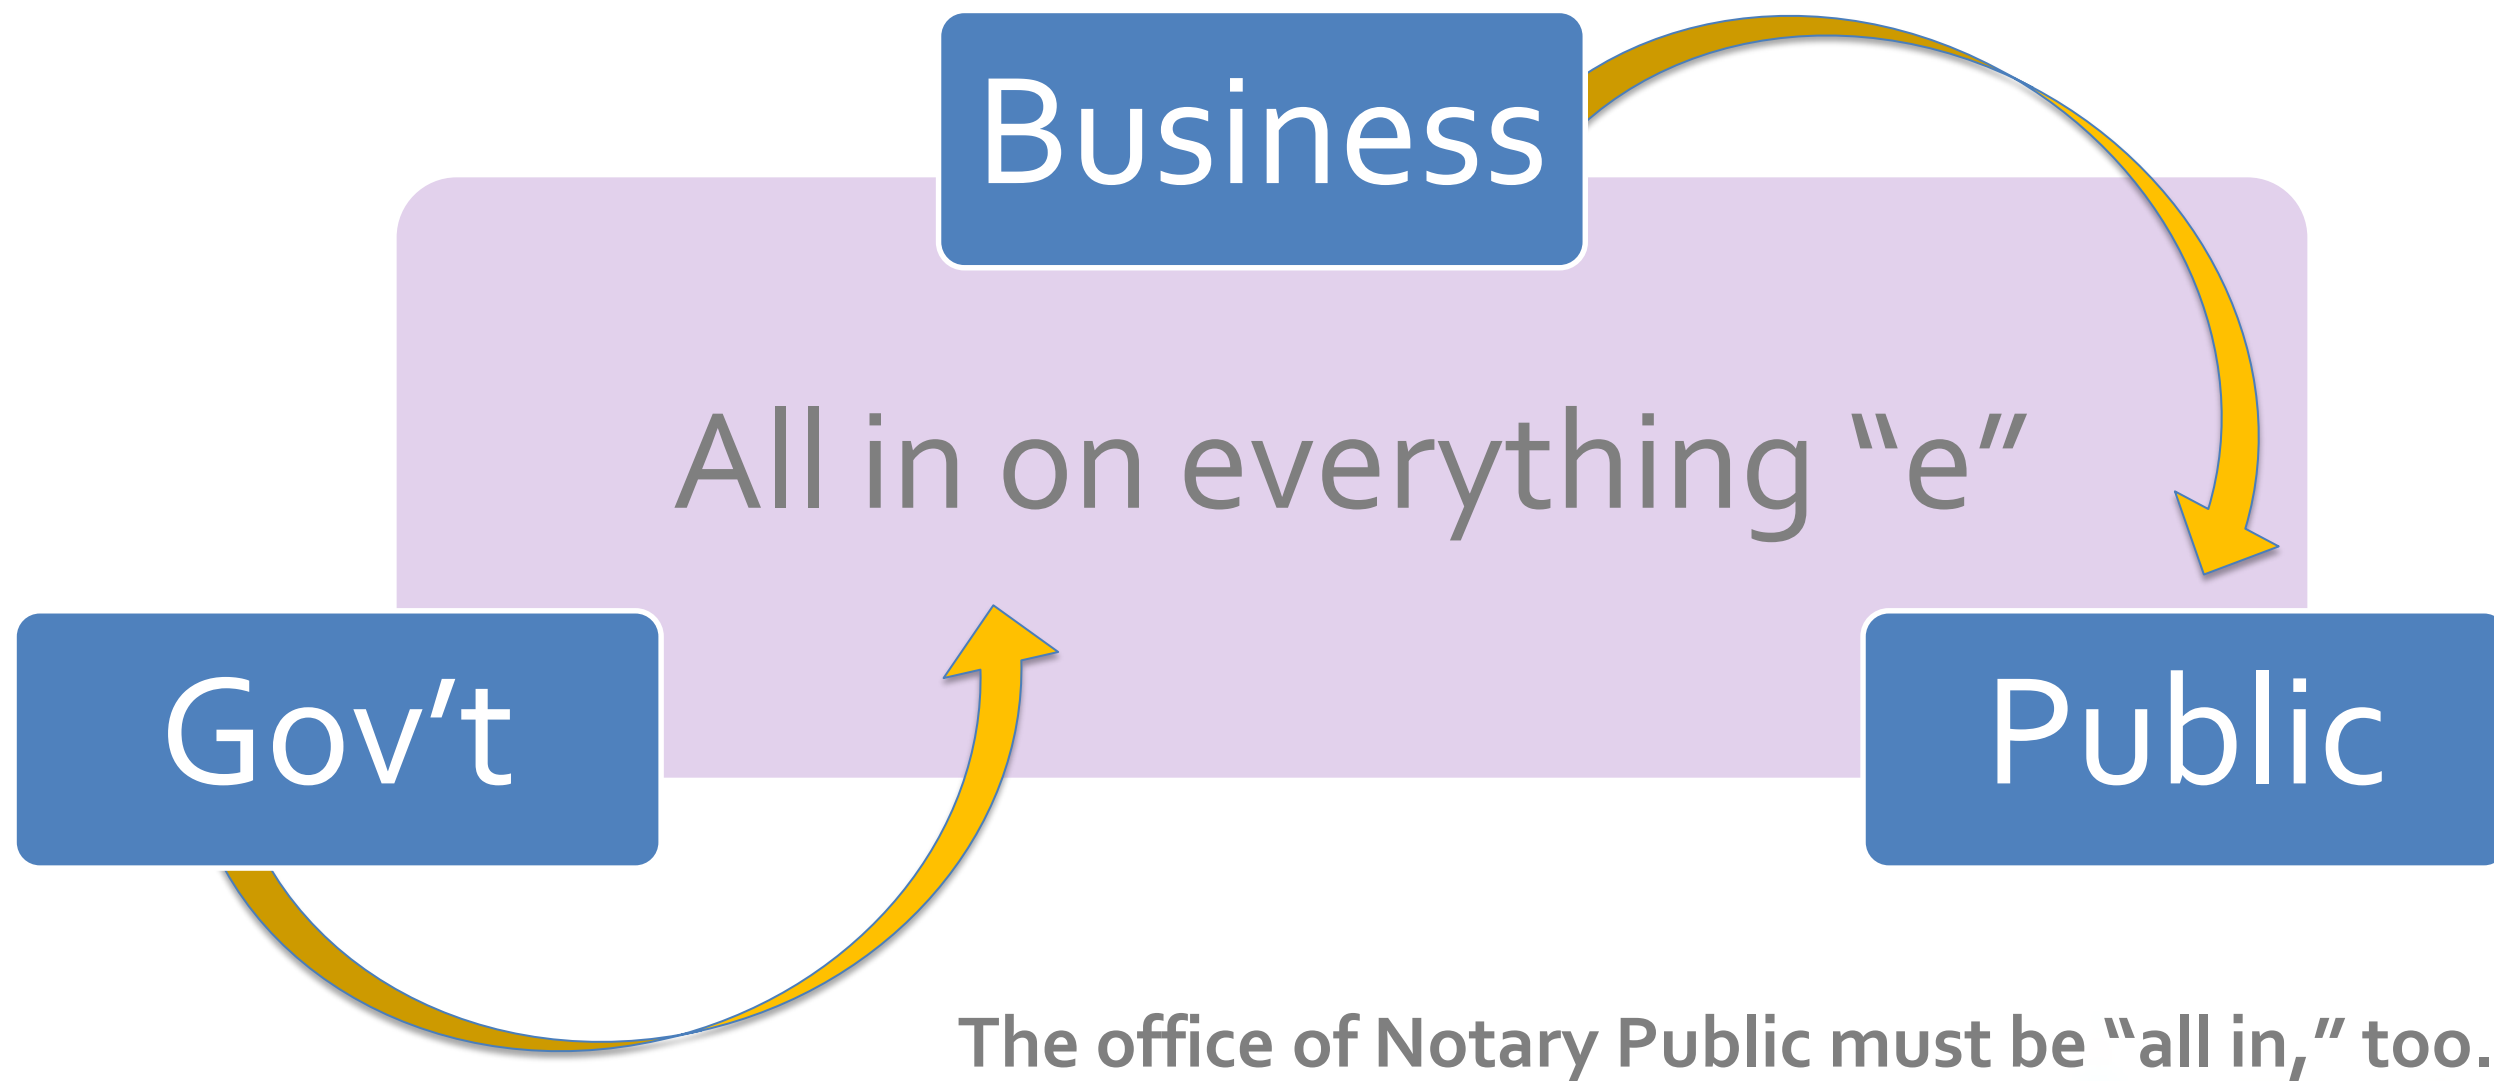 Business
All in on everything “e”
Gov’t
Public
The office of Notary Public must be “all in,” too.